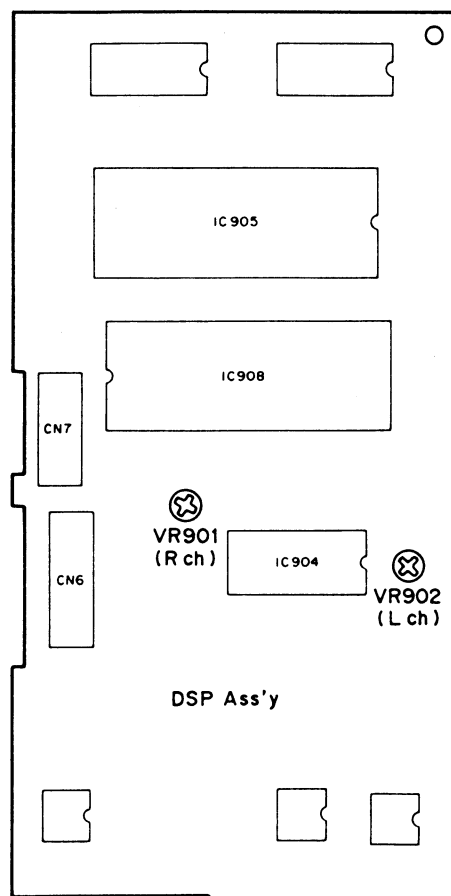 IC905
IC908
CN7
VR901
(R ch)
IC904
CN6
VR902
(L ch)
DSP Ass'y